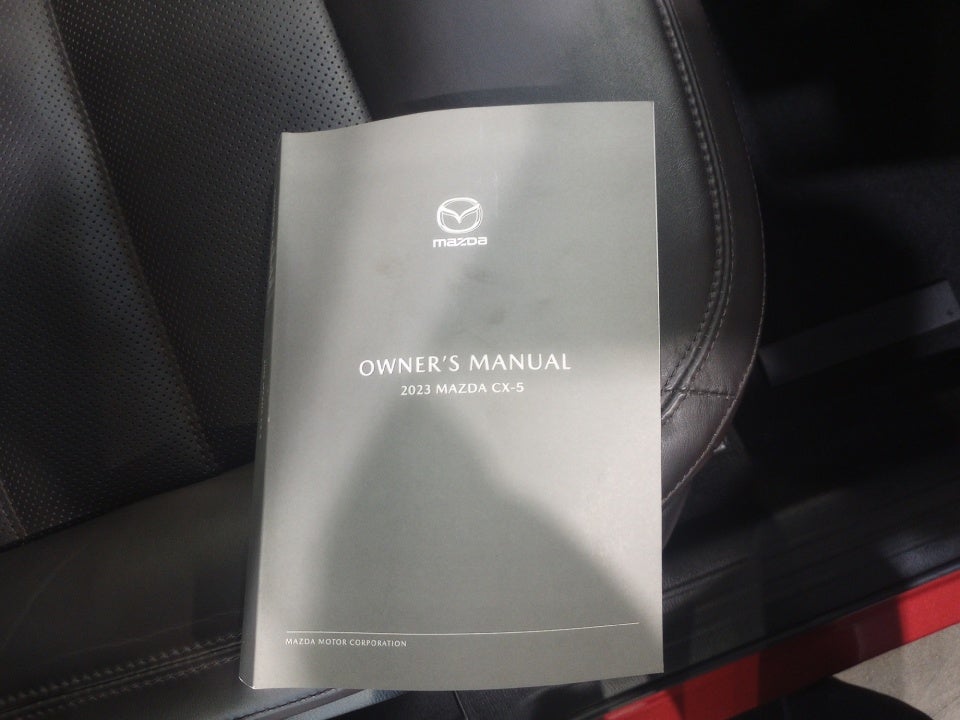 mazda
OWNER'S MANUAL
2023 MAZDA CX-5
MAZDA MOTOR CORPORATION